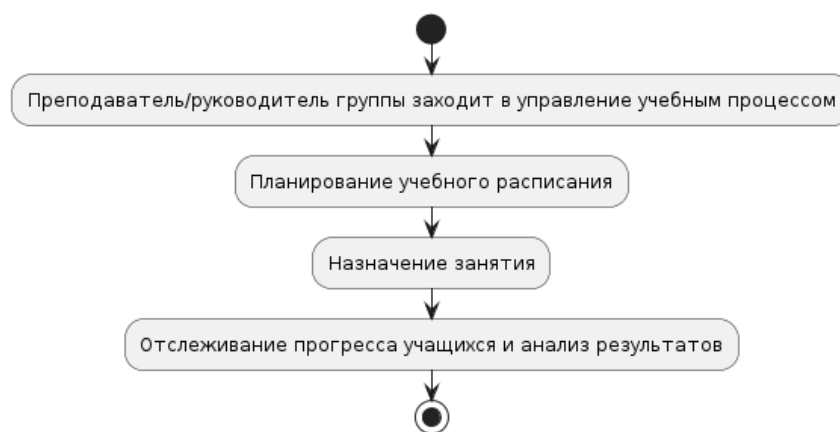 Преподаватель/руководитель группы заходит в управление учебным процессом
Планирование учебного расписания
Назначение занятия
Отслеживание прогресса учащихся и анализ результатов